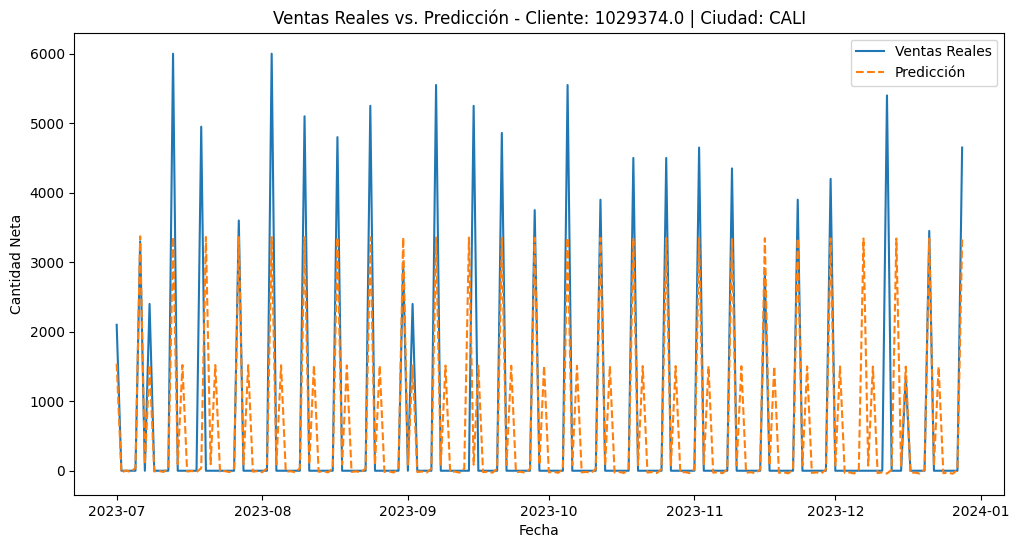 Ventas Reales vs. Predicción - Cliente: 1029374.0 | Ciudad: CALI
Ventas Reales
Predicción
6000
5000
4000
3000
2000
1000
0
Cantidad Neta
2023-07
2023-08
2023-09
2023-10
2023-11
2023-12
2024-01
Fecha